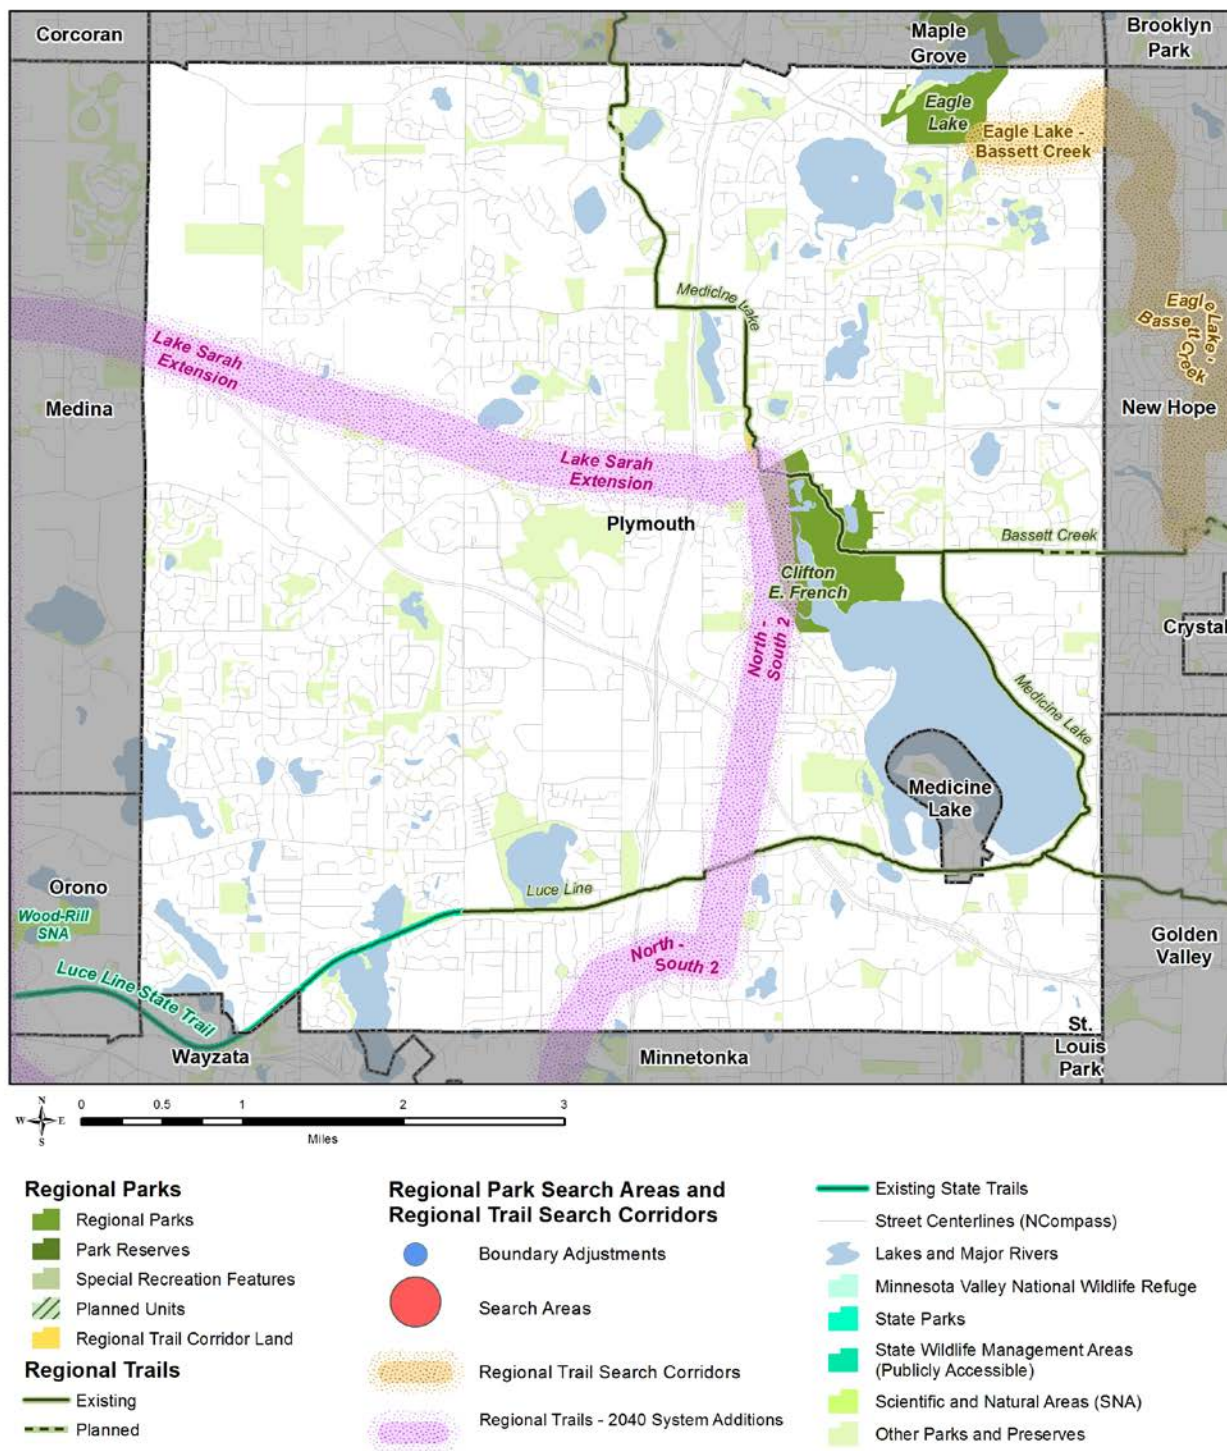 Corcoran
Maple
Grove
Brooklyn
Park
Eagle
Lake
Eagle Lake -
Bassett Creek
Medicine Lake
Eagle Lake -
Bassett Creek
Lake Sarah
Extension
Medina
New Hope
Lake Sarah
Extension
Plymouth
Bassett Creek
Clifton
E. French
North -
South 2
Crystal
Medicine Lake
Medicine
Lake
Orono
Luce Line
Wood-Rill
SNA
North -
South 2
Golden
Valley
Luce Line State Trail
Wayzata
Minnetonka
St.
Louis
Park
N
W E
S
0 0.5 1 2 3
Miles
Regional Parks
Regional Parks
Park Reserves
Special Recreation Features
Planned Units
Regional Trail Corridor Land
Regional Trails
Existing
Planned
Regional Park Search Areas and
Regional Trail Search Corridors
Boundary Adjustments
Search Areas
Regional Trail Search Corridors
Regional Trails - 2040 System Additions
Existing State Trails
Street Centerlines (NCompass)
Lakes and Major Rivers
Minnesota Valley National Wildlife Refuge
State Parks
State Wildlife Management Areas
(Publicly Accessible)
Scientific and Natural Areas (SNA)
Other Parks and Preserves